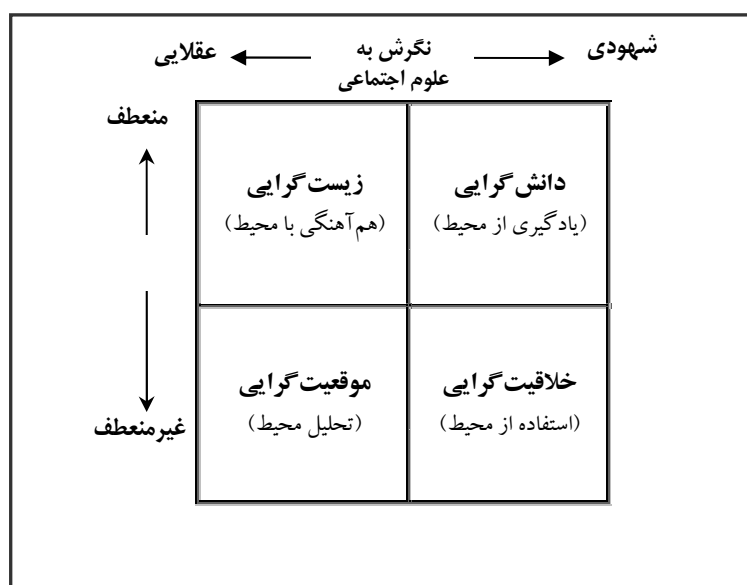 شهودی
نگرش به
علوم اجتماعی
عقلایی
منعطف
دانش‌گرایی
(یادگیری از محیط)
زیست‌گرایی
(هم‌آهنگی با محیط)
خلاقیت‌گرایی
(استفاده از محیط)
موقعیت‌گرایی
(تحلیل محیط)
غیرمنعطف